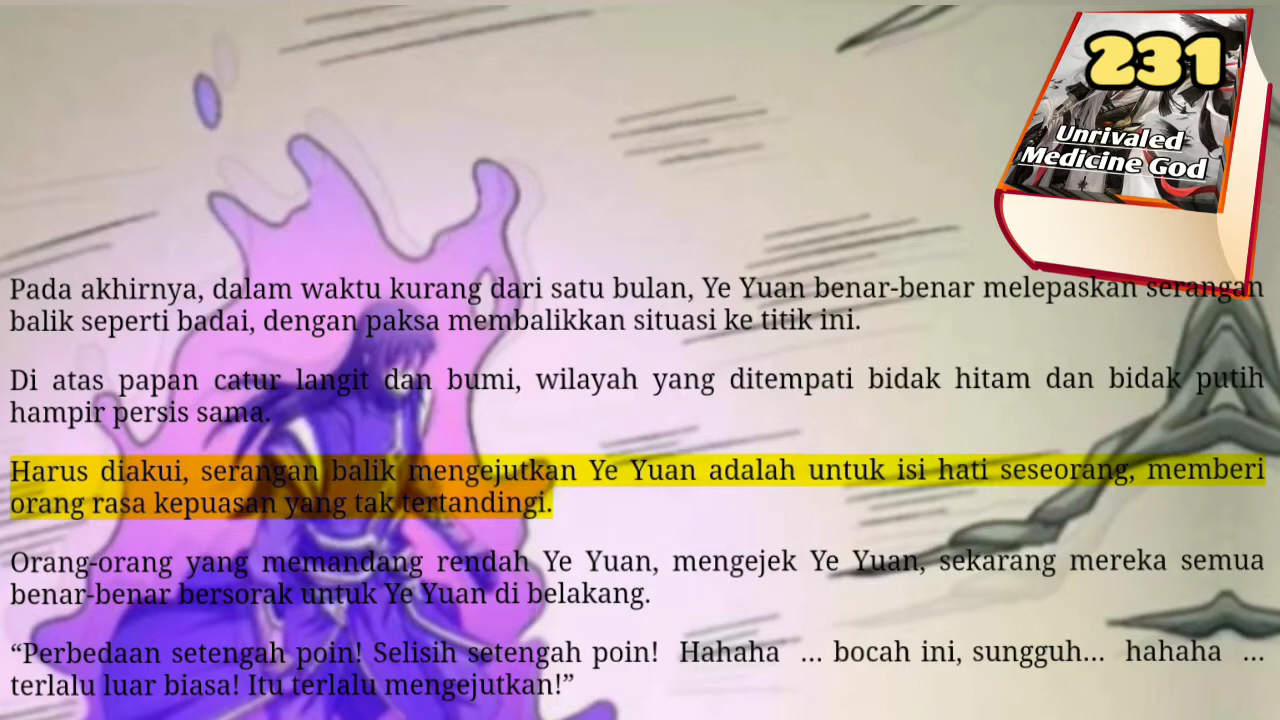 231
Unrivaled
Medicine God
Pada akhirnya, dalam waktu kurang dari satu bulan, Ye Yuan benar-benar melepaskan serangan
balik seperti badai, dengan paksa membalikkan situasi ke titik ini.
Di atas papan catur langit dan bumi, wilayah yang ditempati bidak hitam dan bidak putih
hampir persis sama.
Harus diakui, serangan balik mengejutkan Ye Yuan adalah untuk isi hati seseorang, memberi
orang rasa kepuasan yang tak tertandingi.
Orang-orang yang memandang rendah Ye Yuan, mengejek Ye Yuan, sekarang mereka semua
benar-benar bersorak untuk Ye Yuan di belakang.
“Perbedaan setengah poin! Selisih setengah poin! Hahaha ... bocah ini, sungguh... hahaha ...
terlalu luar biasa! Itu terlalu mengejutkan!”